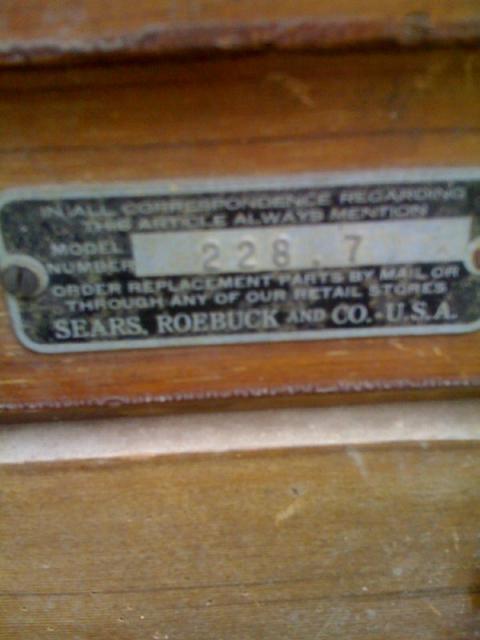 IN ALL CORRESPONDENCE REGARDING
THIS ARTICLE ALWAYS MENTION
MODEL NUMBER 228.7
ORDER REPLACEMENT PARTS BY MAIL OR
THROUGH ANY OF OUR RETAIL STORES
SEARS, ROEBUCK AND CO.-U.S.A.